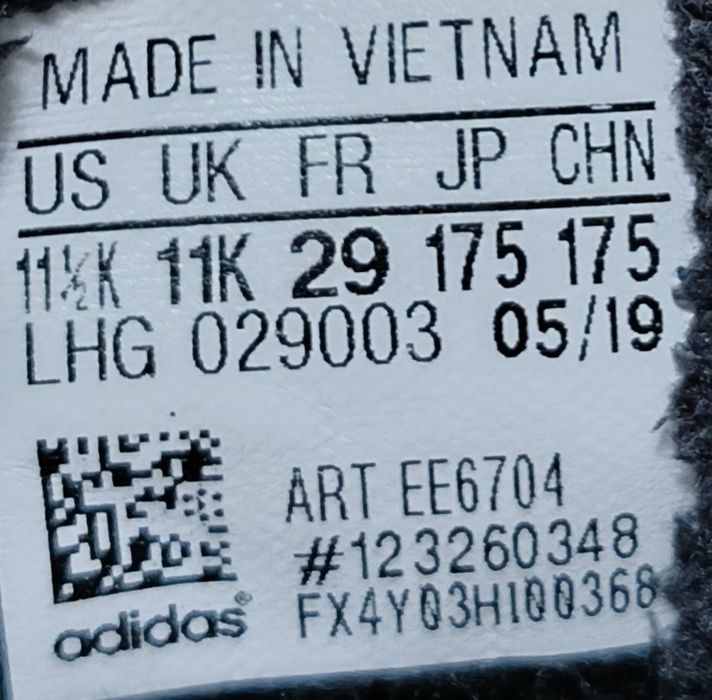 MADE IN VIETNAM
US UK FR JP CHN
11½K 11K 29 175 175
LHG 029003 05/19
ART EE6704
#123260348
FX4Y03HI00368
adidas®